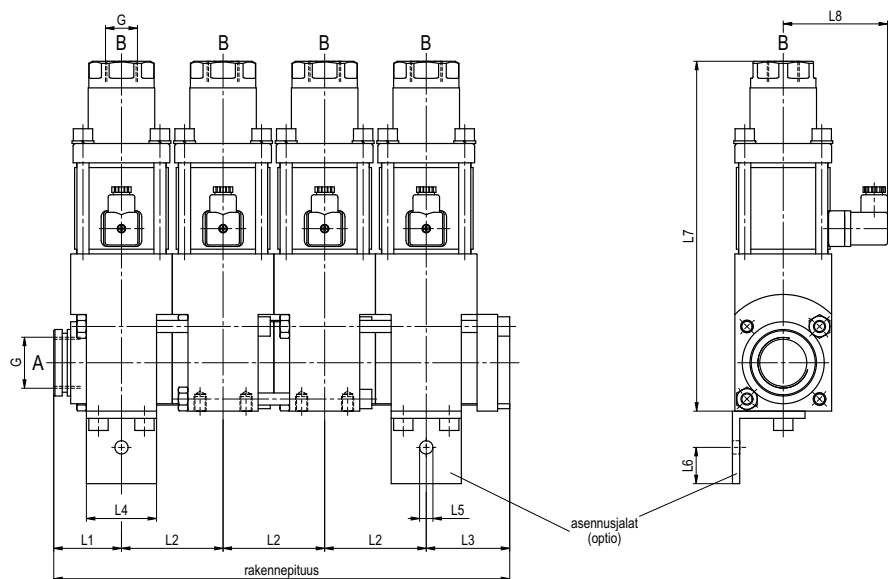 G
B
B
B
B
G
A
L4
L5
L1
L2
L2
L2
L3
rakennepituus
asennusjalat
(optio)
L8
B
L7
L6